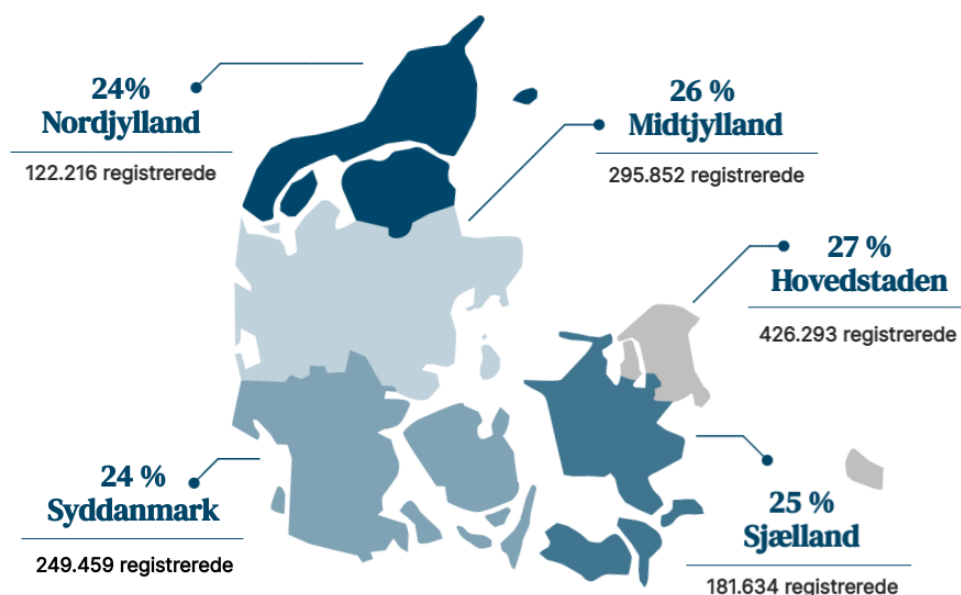 24%
Nordjylland
122.216 registrerede
26 %
Midtjylland
295.852 registrerede
27 %
Hovedstaden
426.293 registrerede
24 %
Syddanmark
249.459 registrerede
25 %
Sjælland
181.634 registrerede